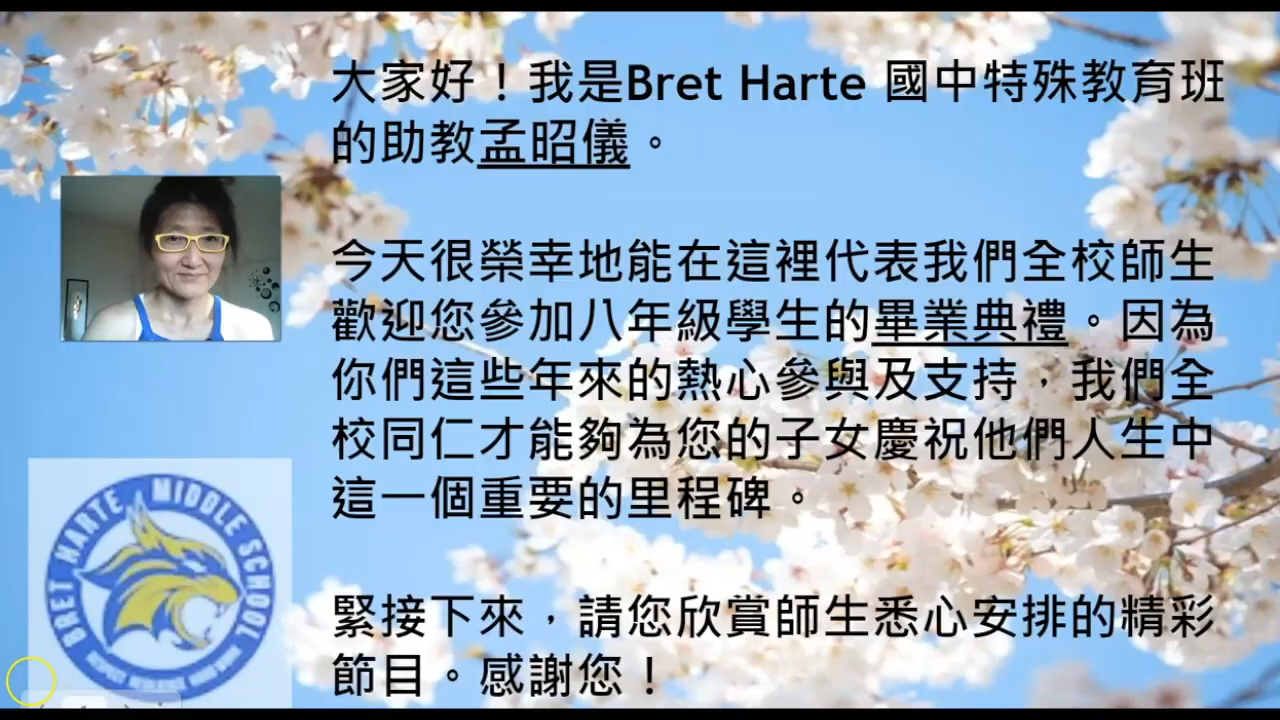 大家好！我是Bret Harte 國中特殊教育班
的助教孟昭儀。
今天很榮幸地能在這裡代表我們全校師生
歡迎您參加八年級學生的畢業典禮。因為
你們這些年來的熱心參與及支持，我們全
校同仁才能夠為您的子女慶祝他們人生中
這一個重要的里程碑。
緊接下來，請您欣賞師生悉心安排的精彩
節目。感謝您！
BRET HARTE MIDDLE SCHOOL